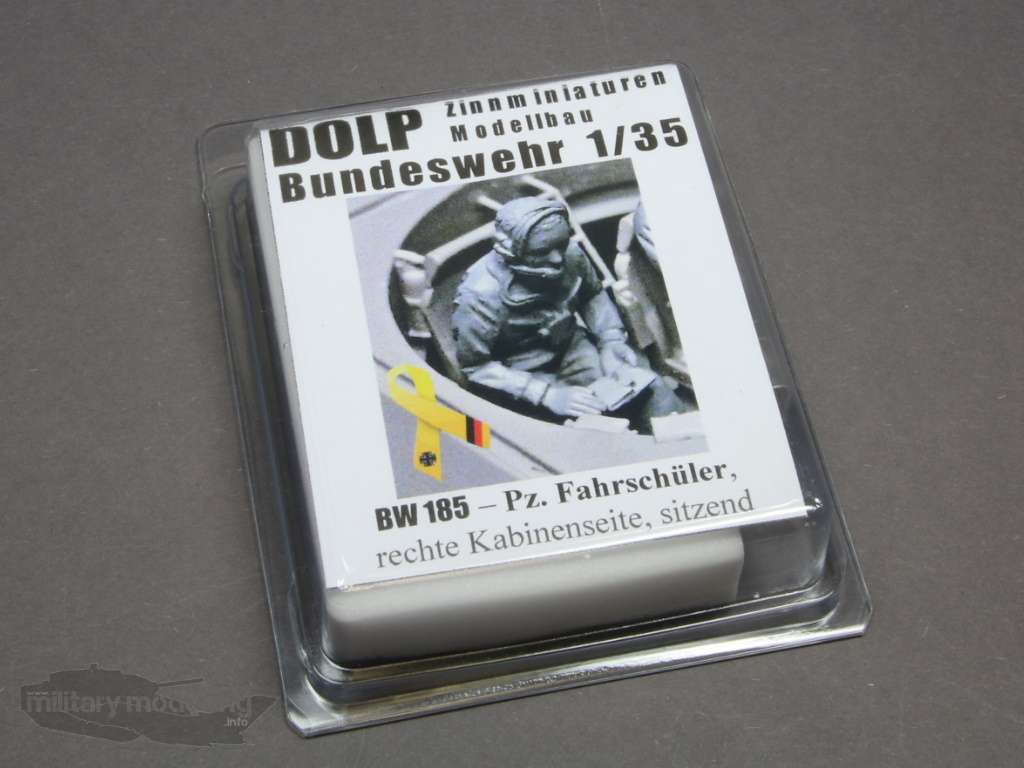 DOLP Zinnminiaturen
Modellbau
Bundeswehr 1/35
BW 185 – Pz. Fahrschüler,
rechte Kabinenseite, sitzend
military modelling
.info